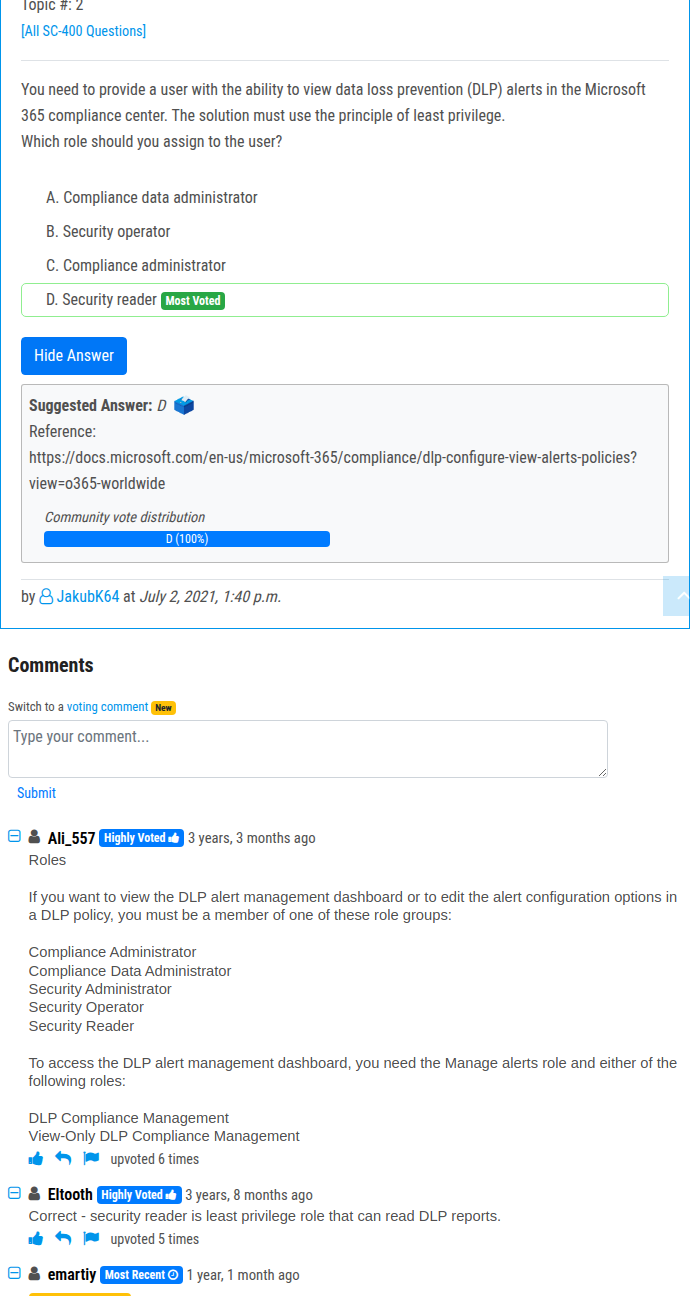 Topic #: 2
[All SC-400 Questions]
You need to provide a user with the ability to view data loss prevention (DLP) alerts in the Microsoft
365 compliance center. The solution must use the principle of least privilege.
Which role should you assign to the user?
A. Compliance data administrator
B. Security operator
C. Compliance administrator
D. Security reader Most Voted
Hide Answer
Suggested Answer: D
Reference:
https://docs.microsoft.com/en-us/microsoft-365/compliance/dlp-configure-view-alerts-policies?
view=o365-worldwide
Community vote distribution
D (100%)
by JakubK64 at July 2, 2021, 1:40 p.m.
Comments
Switch to a voting comment New
Type your comment...
Submit
Ali_557 Highly Voted 3 years, 3 months ago
Roles
If you want to view the DLP alert management dashboard or to edit the alert configuration options in
a DLP policy, you must be a member of one of these role groups:
Compliance Administrator
Compliance Data Administrator
Security Administrator
Security Operator
Security Reader
To access the DLP alert management dashboard, you need the Manage alerts role and either of the
following roles:
DLP Compliance Management
View-Only DLP Compliance Management
upvoted 6 times
Eltooth Highly Voted 3 years, 8 months ago
Correct - security reader is least privilege role that can read DLP reports.
upvoted 5 times
emartiy Most Recent 1 year, 1 month ago